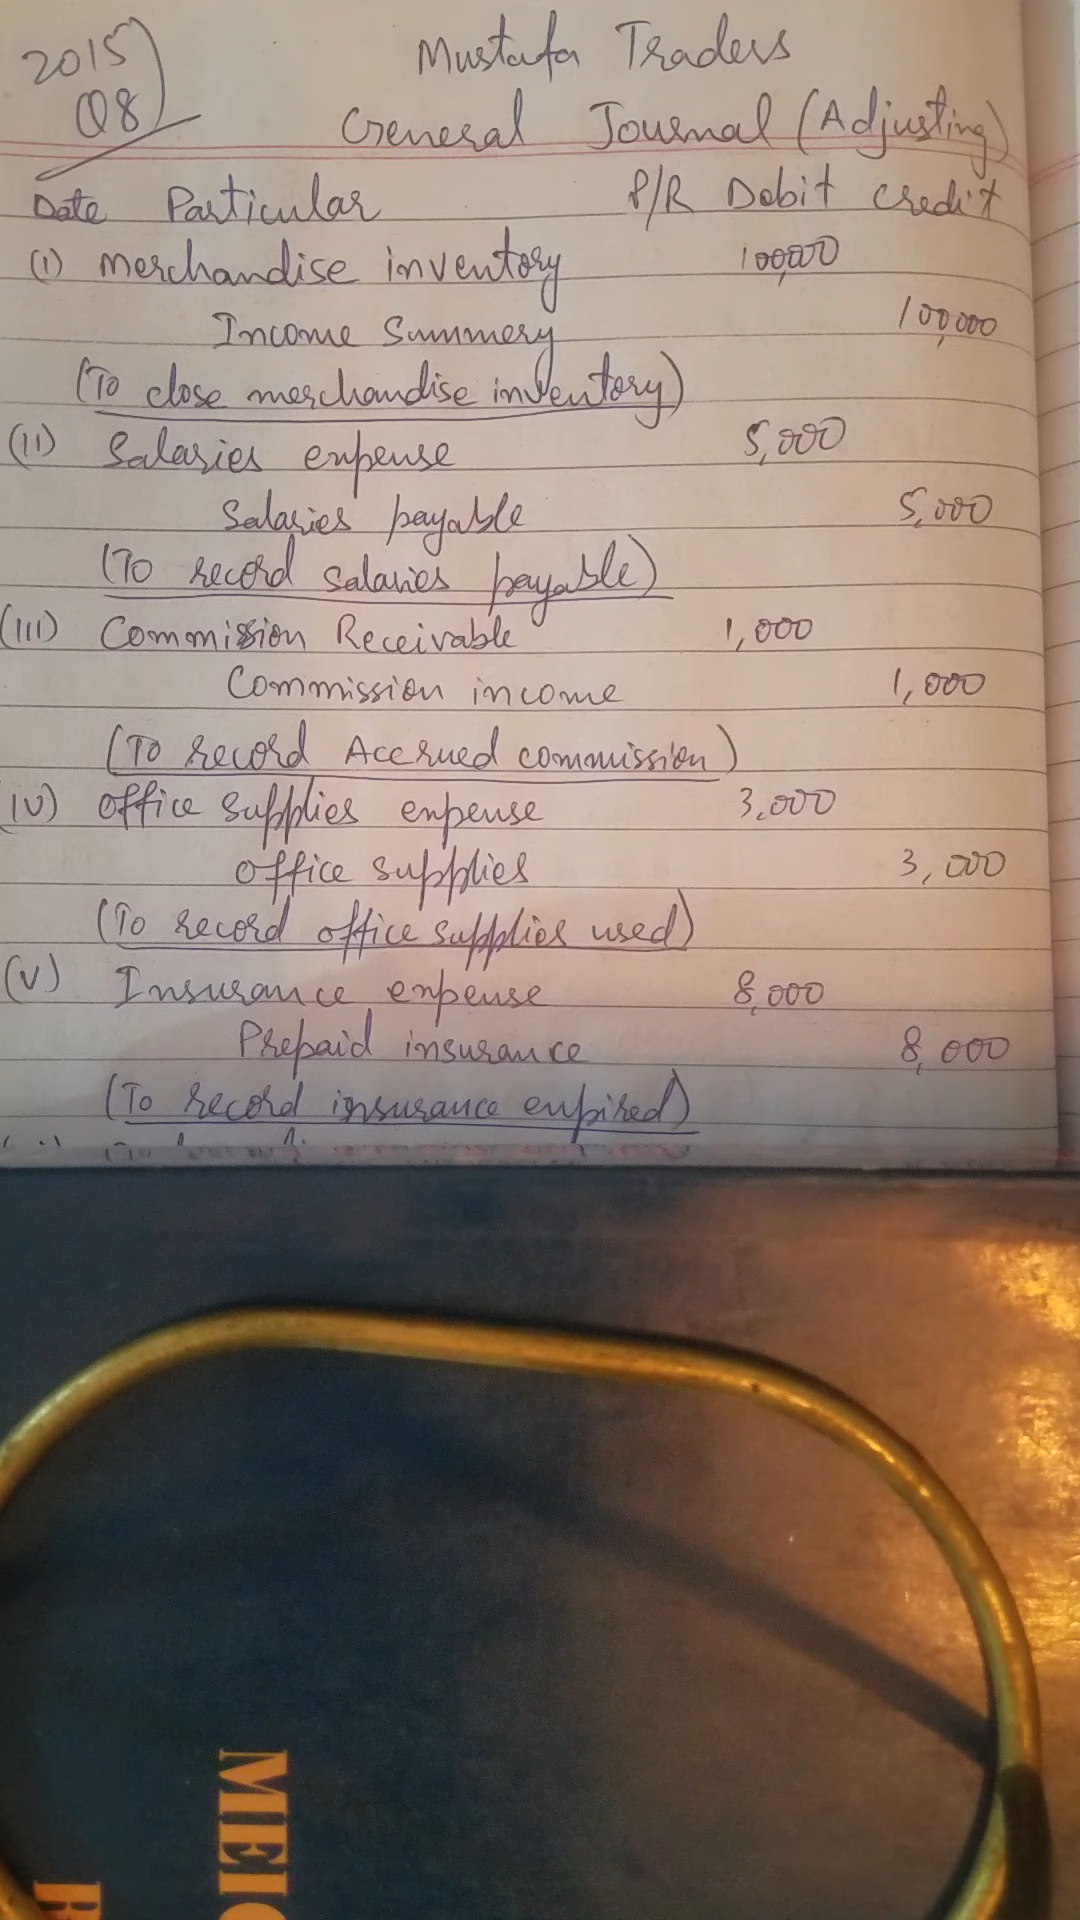 2015
Q8
Mustafa Traders
General Journal (Adjusting)
Date Particular P/R Debit credit
(I) Merchandise inventory 100,000
Income Summery 100,000
(To close merchandise inventory)
(II) Salaries expense 5,000
Salaries payable 5,000
(To record salaries payable)
(III) Commission Receivable 1,000
Commission income 1,000
(To record Accrued commission)
(IV) office supplies expense 3,000
office supplies 3,000
(To record office supplies used)
(V) Insurance expense 8,000
Prepaid insurance 8,000
(To record insurance expired)
MEI